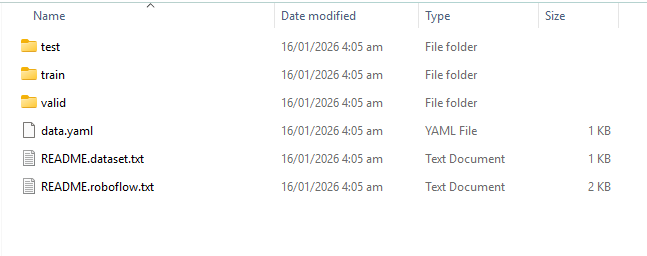 Name Date modified Type Size
test 16/01/2026 4:05 am File folder
train 16/01/2026 4:05 am File folder
valid 16/01/2026 4:05 am File folder
data.yaml 16/01/2026 4:05 am YAML File 1 KB
README.dataset.txt 16/01/2026 4:05 am Text Document 1 KB
README.roboflow.txt 16/01/2026 4:05 am Text Document 2 KB